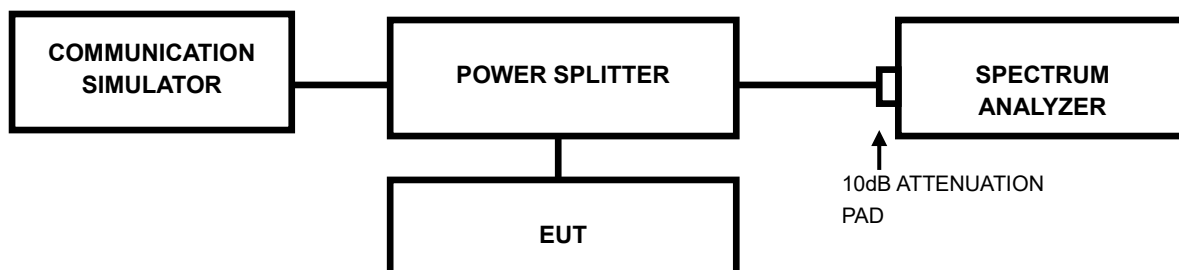 COMMUNICATION
SIMULATOR
POWER SPLITTER
SPECTRUM
ANALYZER
10dB ATTENUATION
PAD
EUT